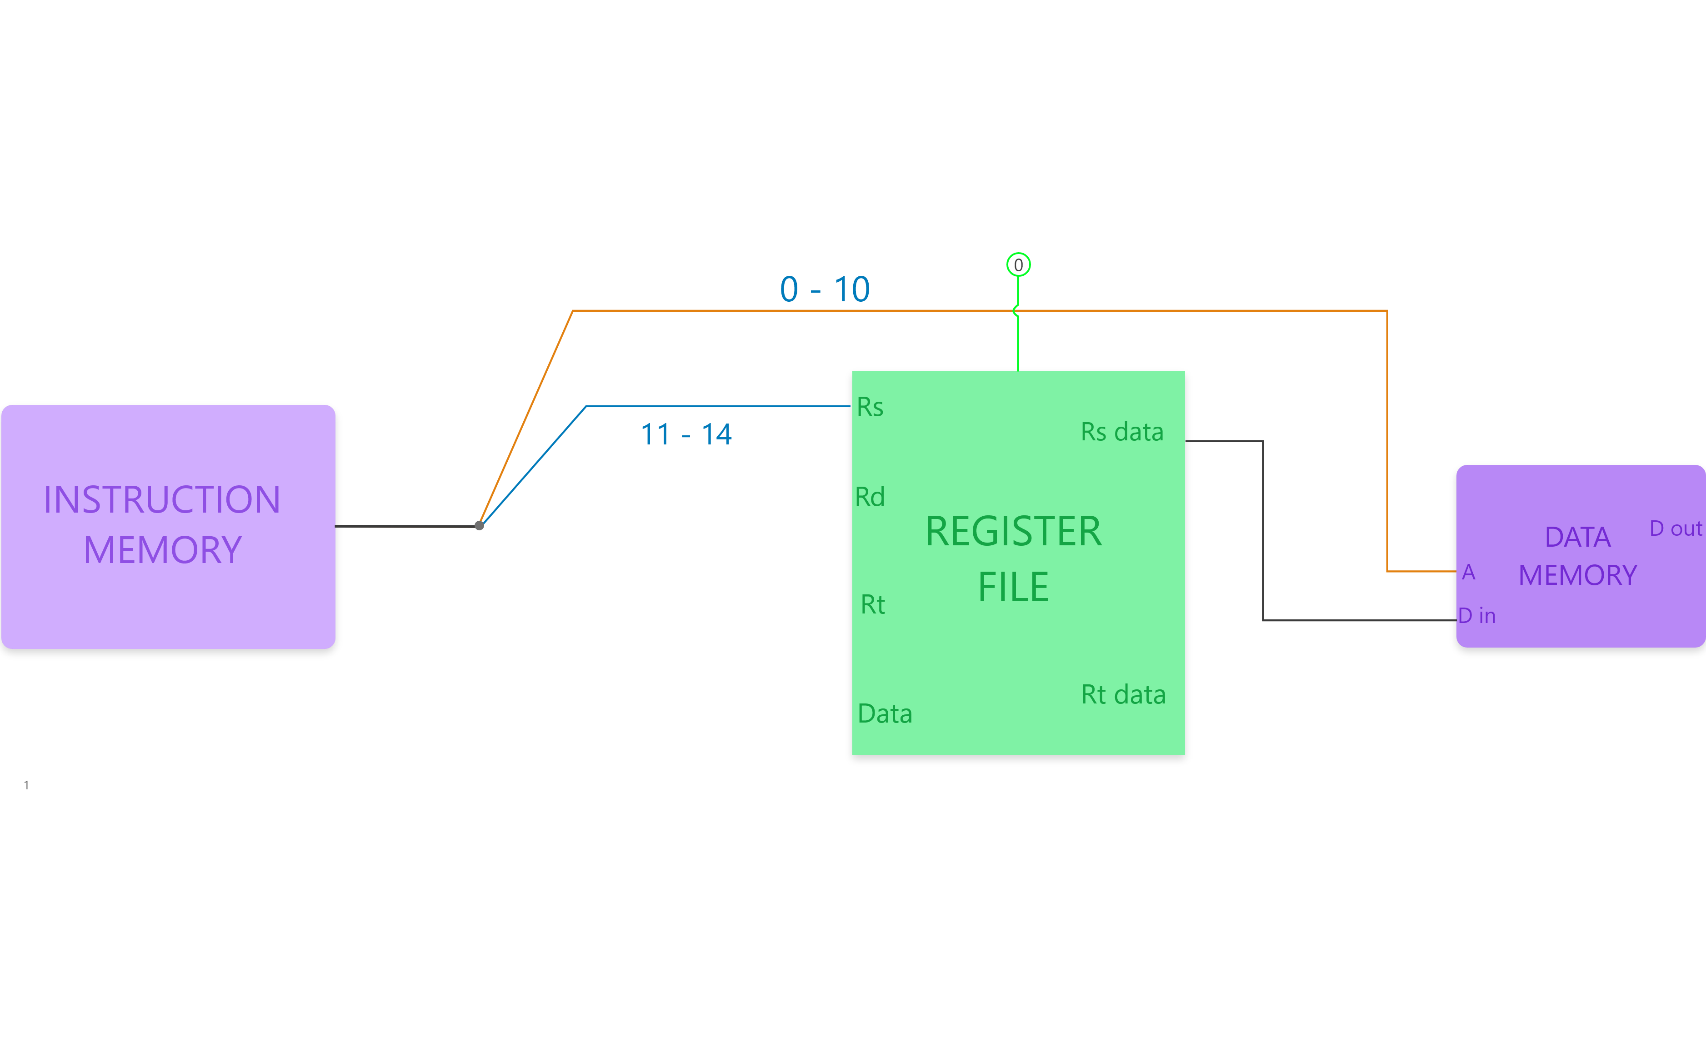 0
0 - 10
Rs
11 - 14
Rs data
INSTRUCTION
MEMORY
Rd
REGISTER
FILE
DATA
MEMORY
D out
A
Rt
D in
Rt data
Data
1